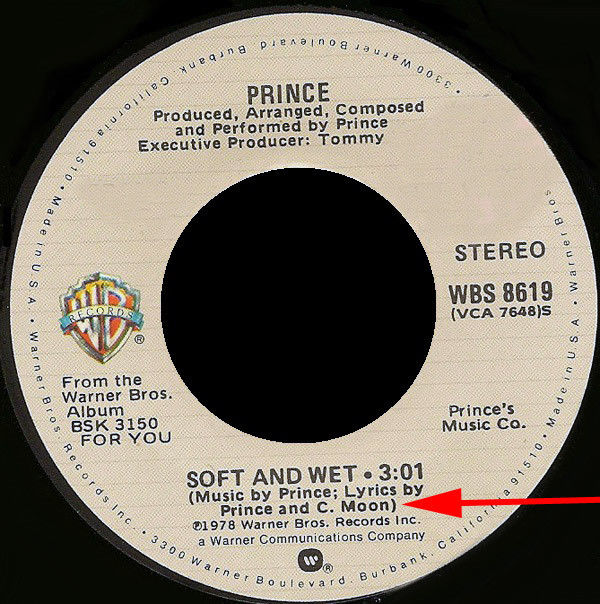 3300 Warner Boulevard, Burbank, California 91510 • Made in U.S.A. • Warner Bros. Records Inc. • 3300 Warner Boulevard, Burbank, California 91510 • Made in U.S.A. • Warner Bros
PRINCE
Produced, Arranged, Composed
and Performed by Prince
Executive Producer: Tommy
STEREO
WBS 8619
(VCA 7648)S
WB
RECORDS
®
From the
Warner Bros.
Album
BSK 3150
FOR YOU
Prince's
Music Co.
SOFT AND WET • 3:01
(Music by Prince; Lyrics by
Prince and C. Moon)
℗1978 Warner Bros. Records Inc.
a Warner Communications Company
®